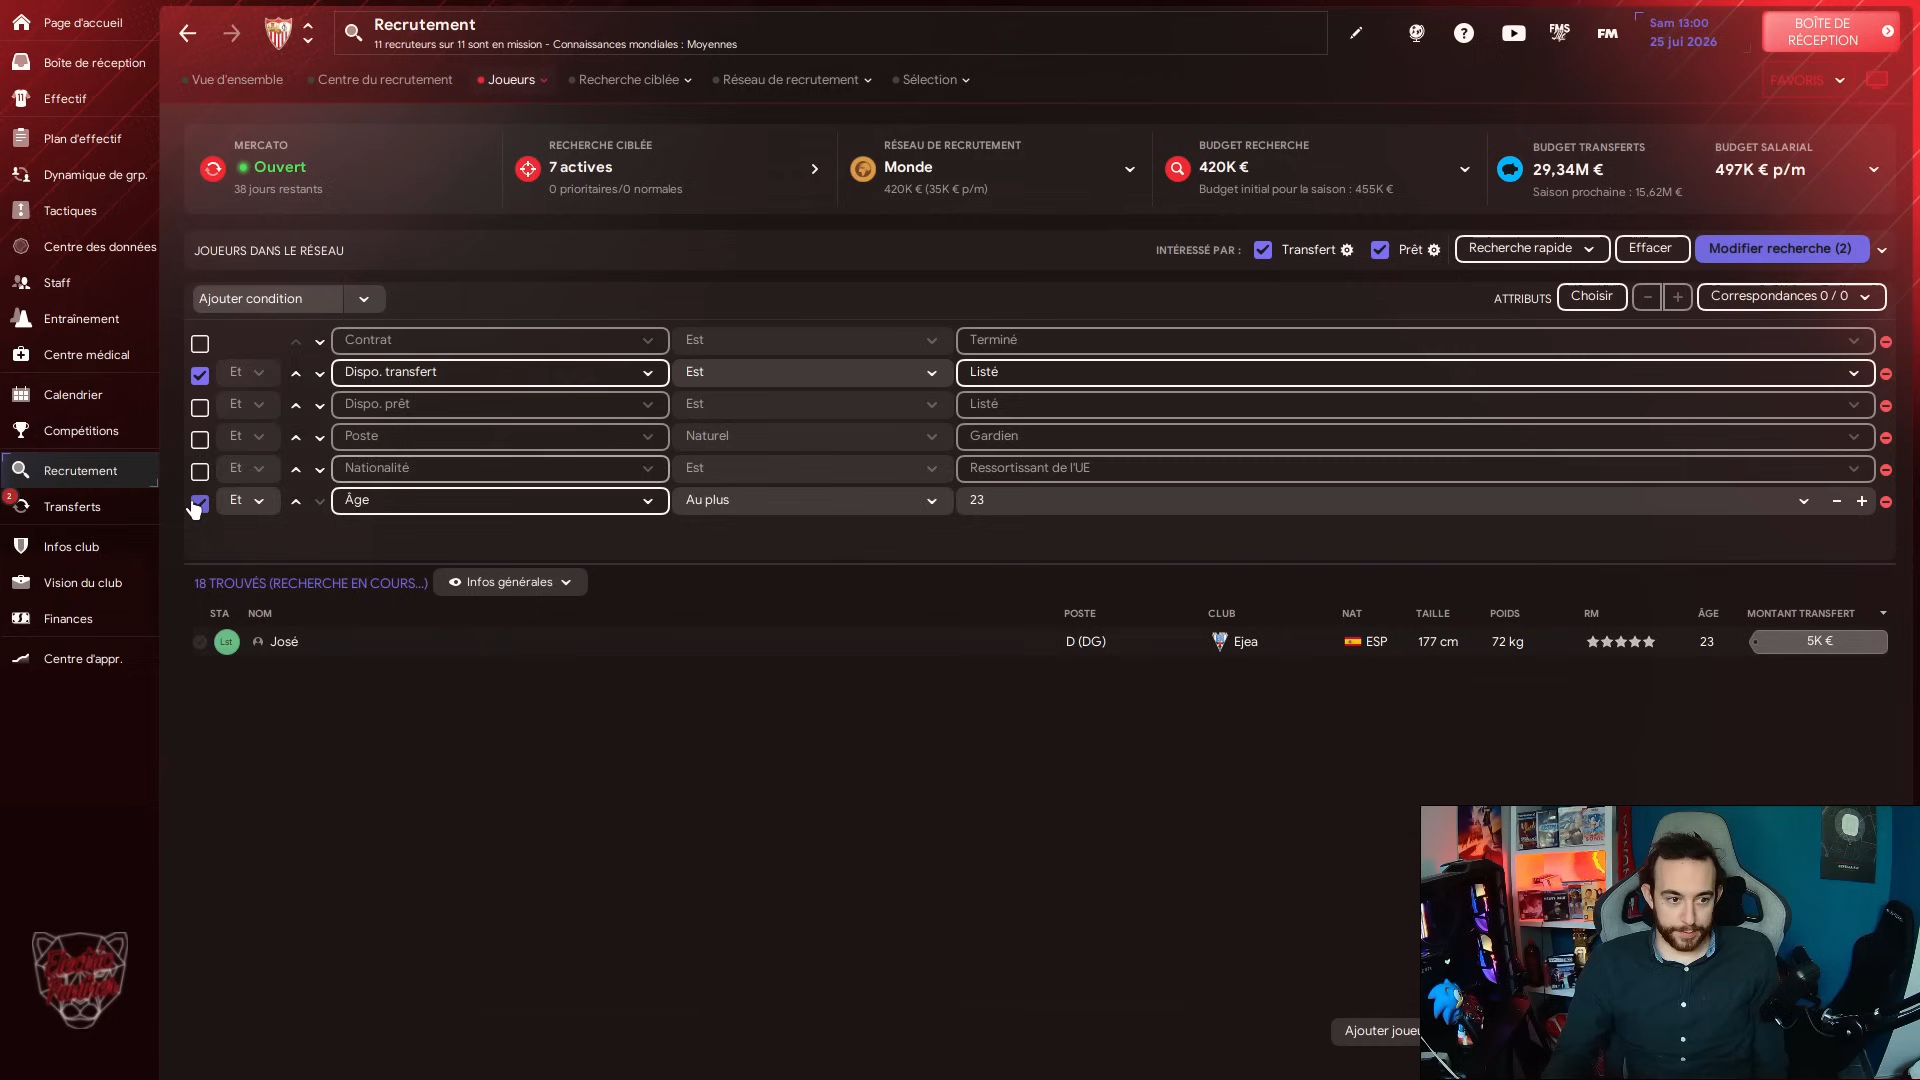 Page d'accueil
Boîte de réception
Effectif
Plan d'effectif
Dynamique de grp.
Tactiques
Centre des données
Staff
Entraînement
Centre médical
Calendrier
Compétitions
Recrutement
2
Transferts
Infos club
Vision du club
Finances
Centre d'appr.
Recrutement
11 recruteurs sur 11 sont en mission - Connaissances mondiales : Moyennes
FMS
FM
Sam 13:00
25 jui 2026
BOÎTE DE
RÉCEPTION
Vue d'ensemble
Centre du recrutement
Joueurs
Recherche ciblée
Réseau de recrutement
Sélection
FAVORIS
MERCATO
Ouvert
38 jours restants
RECHERCHE CIBLÉE
7 actives
0 prioritaires/0 normales
RÉSEAU DE RECRUTEMENT
Monde
420K € (35K € p/m)
BUDGET RECHERCHE
420K €
Budget initial pour la saison : 455K €
BUDGET TRANSFERTS
29,34M €
Saison prochaine : 15,62M €
BUDGET SALARIAL
497K € p/m
JOUEURS DANS LE RÉSEAU
INTÉRESSÉ PAR :
Transfert
Prêt
Recherche rapide
Effacer
Modifier recherche (2)
Ajouter condition
ATTRIBUTS
Choisir
Correspondances 0 / 0
Contrat
Est
Terminé
Et
Dispo. transfert
Est
Listé
Et
Dispo. prêt
Est
Listé
Et
Poste
Naturel
Gardien
Et
Nationalité
Est
Ressortissant de l'UE
Et
Âge
Au plus
23
18 TROUVÉS (RECHERCHE EN COURS...)
Infos générales
STA
NOM
POSTE
CLUB
NAT
TAILLE
POIDS
RM
ÂGE
MONTANT TRANSFERT
Lst
José
D (DG)
Ejea
ESP
177 cm
72 kg
23
5K €
Ajouter joueu